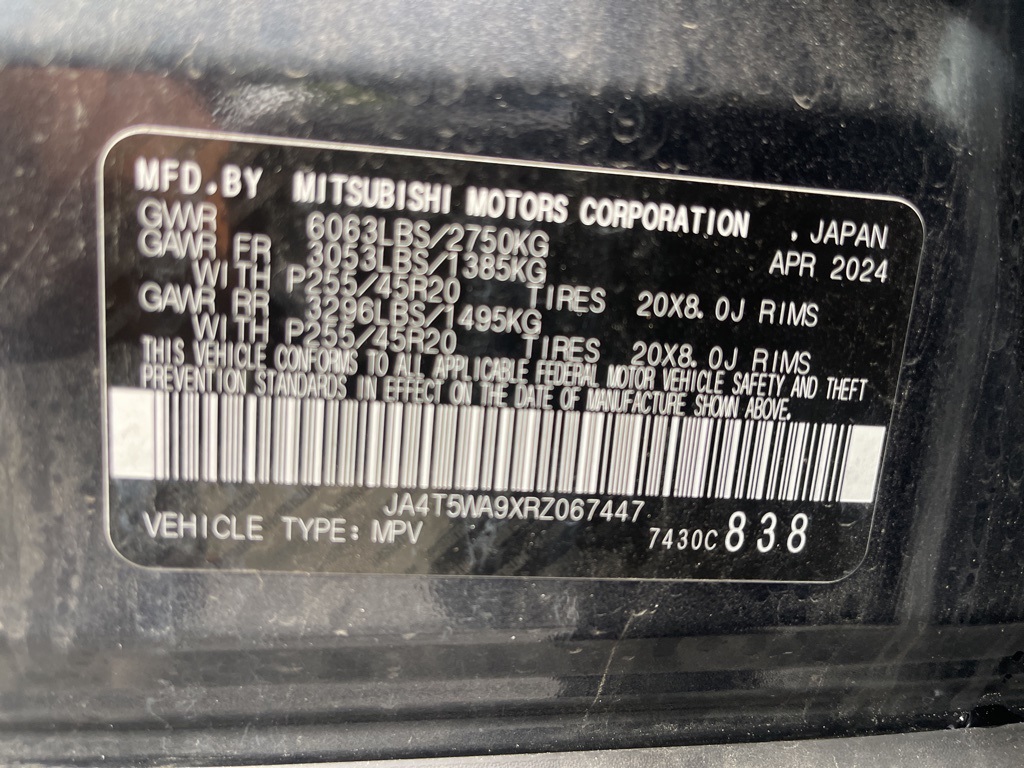 MFD.BY MITSUBISHI MOTORS CORPORATION , JAPAN
GVWR 6063LBS/2750KG APR 2024
GAWR FR 3053LBS/1385KG
WITH P255/45R20 TIRES 20X8.0J RIMS
GAWR RR 3296LBS/1495KG
WITH P255/45R20 TIRES 20X8.0J RIMS
THIS VEHICLE CONFORMS TO ALL APPLICABLE FEDERAL MOTOR VEHICLE SAFETY AND THEFT
PREVENTION STANDARDS IN EFFECT ON THE DATE OF MANUFACTURE SHOWN ABOVE.
JA4T5WA9XRZ067447
VEHICLE TYPE: MPV 7430C 838